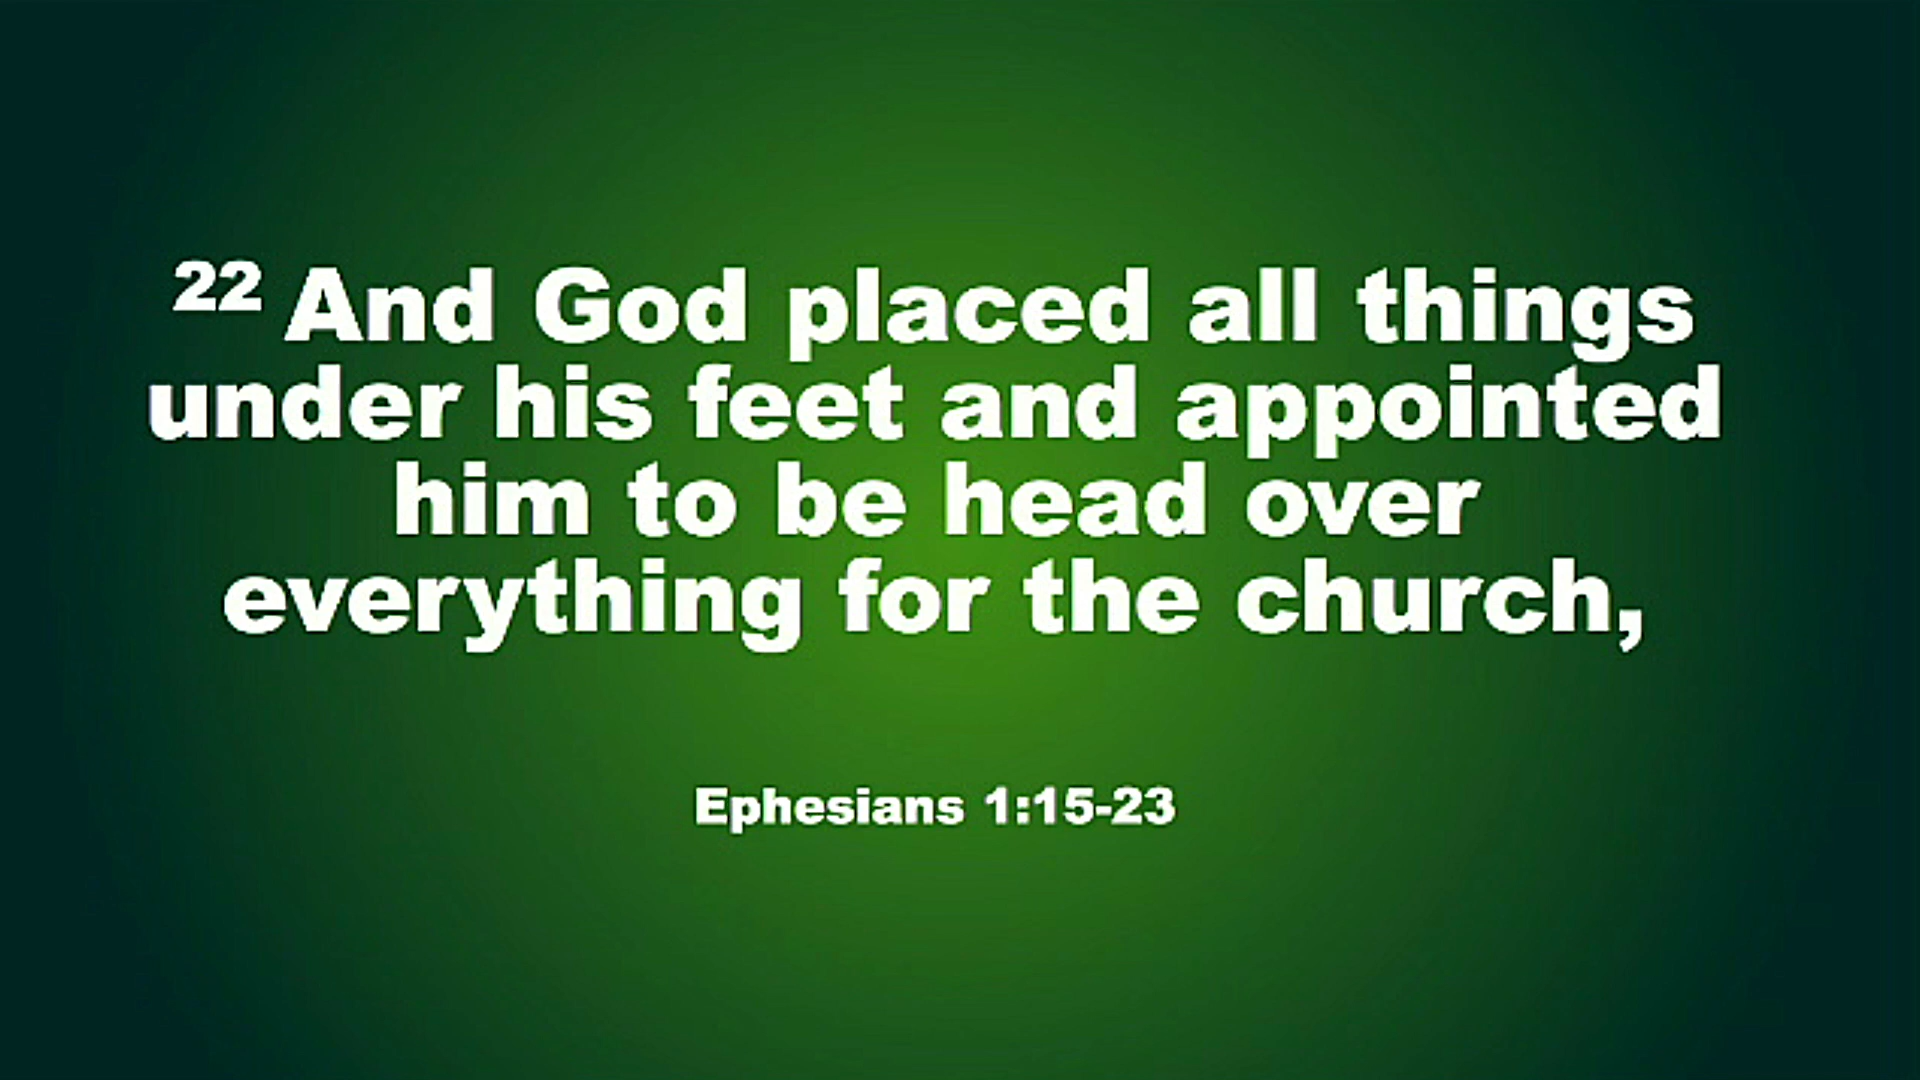 22 And God placed all things
under his feet and appointed
him to be head over
everything for the church,
Ephesians 1:15-23